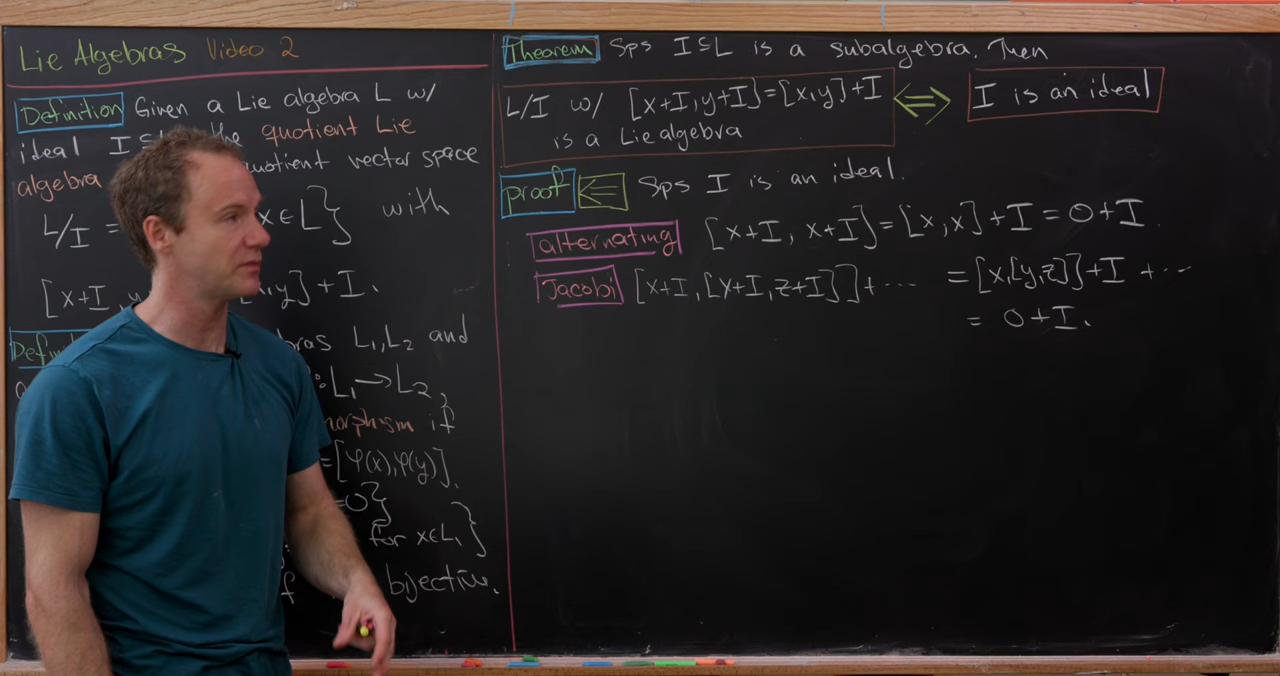 Lie Algebras Video 2
Definition Given a Lie algebra L w/
ideal the quotient Lie
algebra quotient vector space
L/I = x∈L} with
[x+I, ,y]+I.
L₁,L₂ and
:L₁→L₂,
if
=[φ(x),φ(y)].
=0}
for x∈L₁}
bijective.
Theorem Sps I⊆L is a subalgebra. Then
L/I w/ [x+I,y+I]=[x,y]+I ⟺ I is an ideal
is a Lie algebra
proof ⟸ Sps I is an ideal.
alternating [x+I, x+I]=[x,x]+I=0+I.
Jacobi [x+I,[y+I,z+I]]+··· =[x,[y,z]]+I+···
= 0+I.